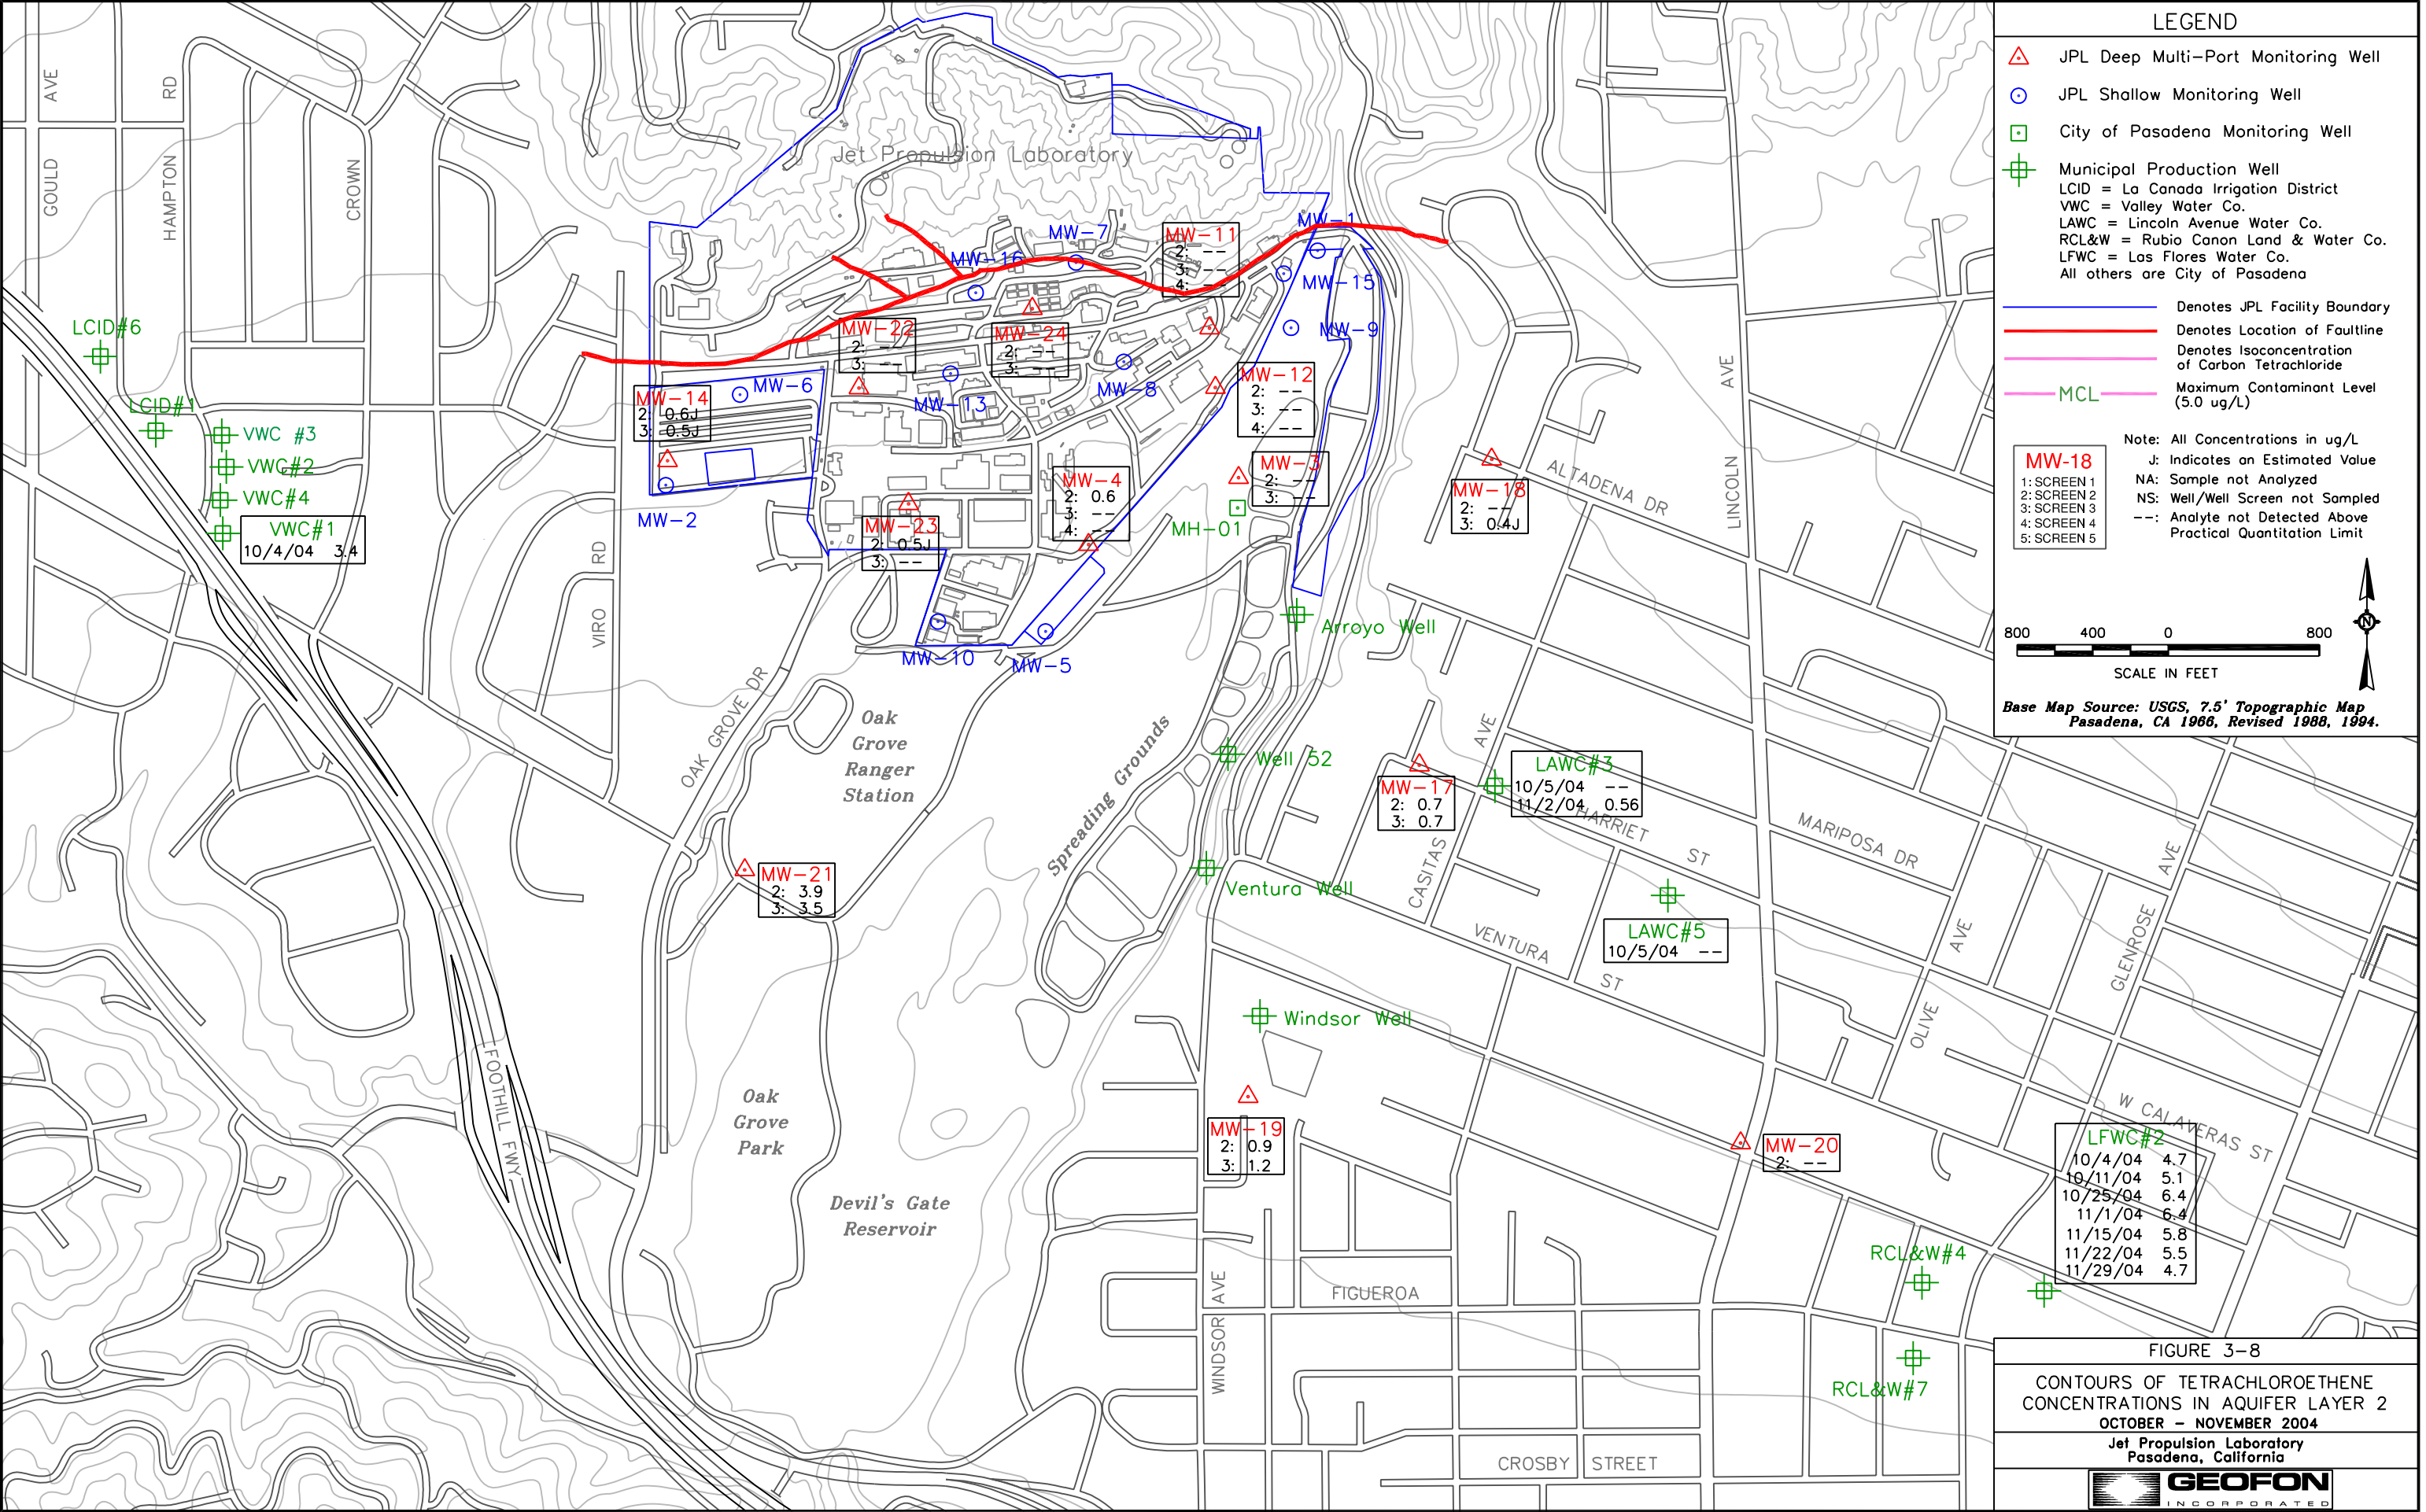 LEGEND
JPL Deep Multi-Port Monitoring Well
JPL Shallow Monitoring Well
City of Pasadena Monitoring Well
Municipal Production Well
LCID = La Canada Irrigation District
VWC = Valley Water Co.
LAWC = Lincoln Avenue Water Co.
RCL&W = Rubio Canon Land & Water Co.
LFWC = Las Flores Water Co.
All others are City of Pasadena
Denotes JPL Facility Boundary
Denotes Location of Faultline
Denotes Isoconcentration
of Carbon Tetrachloride
MCL
Maximum Contaminant Level
(5.0 ug/L)
Note: All Concentrations in ug/L
J: Indicates an Estimated Value
NA: Sample not Analyzed
NS: Well/Well Screen not Sampled
--: Analyte not Detected Above
Practical Quantitation Limit
MW-18
1: SCREEN 1
2: SCREEN 2
3: SCREEN 3
4: SCREEN 4
5: SCREEN 5
N
800 400 0 800
SCALE IN FEET
Base Map Source: USGS, 7.5' Topographic Map
Pasadena, CA 1966, Revised 1988, 1994.
GOULD AVE
HAMPTON RD
CROWN
Jet Propulsion Laboratory
LCID#6
LCID#1
VWC #3
VWC#2
VWC#4
VWC#1
10/4/04 3.4
MW-7
MW-16
MW-1
MW-15
MW-9
MW-11
2: --
3: --
4: --
MW-22
2: --
3: --
MW-24
2: --
3: --
MW-6
MW-13
MW-8
MW-14
2: 0.6J
3: 0.5J
MW-2
MW-12
2: --
3: --
4: --
MW-3
2: --
3: --
MH-01
MW-4
2: 0.6
3: --
4: --
MW-23
2: 0.5J
3: --
MW-18
2: --
3: 0.4J
MW-10
MW-5
VIRO RD
OAK GROVE DR
ALTADENA DR
LINCOLN AVE
AVE
Arroyo Well
Well 52
Oak
Grove
Ranger
Station
Spreading Grounds
MW-17
2: 0.7
3: 0.7
LAWC#3
10/5/04 --
11/2/04 0.56
HARRIET ST
MARIPOSA DR
CASITAS AVE
Ventura Well
VENTURA ST
LAWC#5
10/5/04 --
MW-21
2: 3.9
3: 3.5
OLIVE AVE
GLENROSE AVE
Windsor Well
FOOTHILL FWY
Oak
Grove
Park
Devil's Gate
Reservoir
MW-19
2: 0.9
3: 1.2
MW-20
2: --
W CALAVERAS ST
LFWC#2
10/4/04 4.7
10/11/04 5.1
10/25/04 6.4
11/1/04 6.4
11/15/04 5.8
11/22/04 5.5
11/29/04 4.7
RCL&W#4
RCL&W#7
WINDSOR AVE
FIGUEROA
CROSBY STREET
FIGURE 3-8
CONTOURS OF TETRACHLOROETHENE
CONCENTRATIONS IN AQUIFER LAYER 2
OCTOBER - NOVEMBER 2004
Jet Propulsion Laboratory
Pasadena, California
GEOFON
INCORPORATED